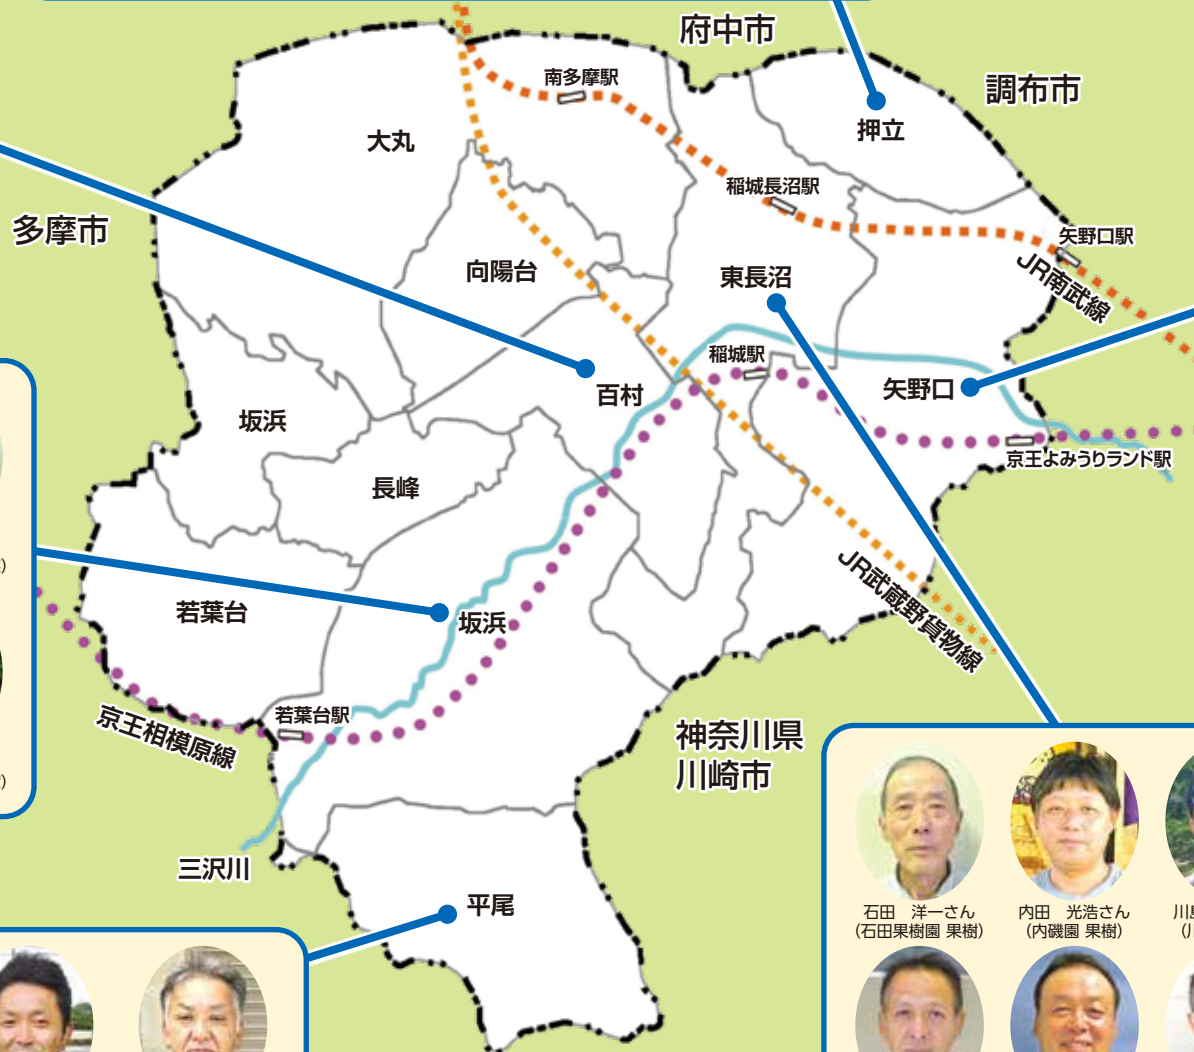 府中市
調布市
南多摩駅
大丸
押立
稲城長沼駅
多摩市
矢野口駅
向陽台
東長沼
JR南武線
稲城駅
百村
矢野口
坂浜
京王よみうりランド駅
長峰
JR武蔵野貨物線
若葉台
坂浜
若葉台駅
京王相模原線
神奈川県
川崎市
三沢川
平尾
石田　洋一さん
（石田果樹園 果樹）
内田　光浩さん
（内磯園 果樹）